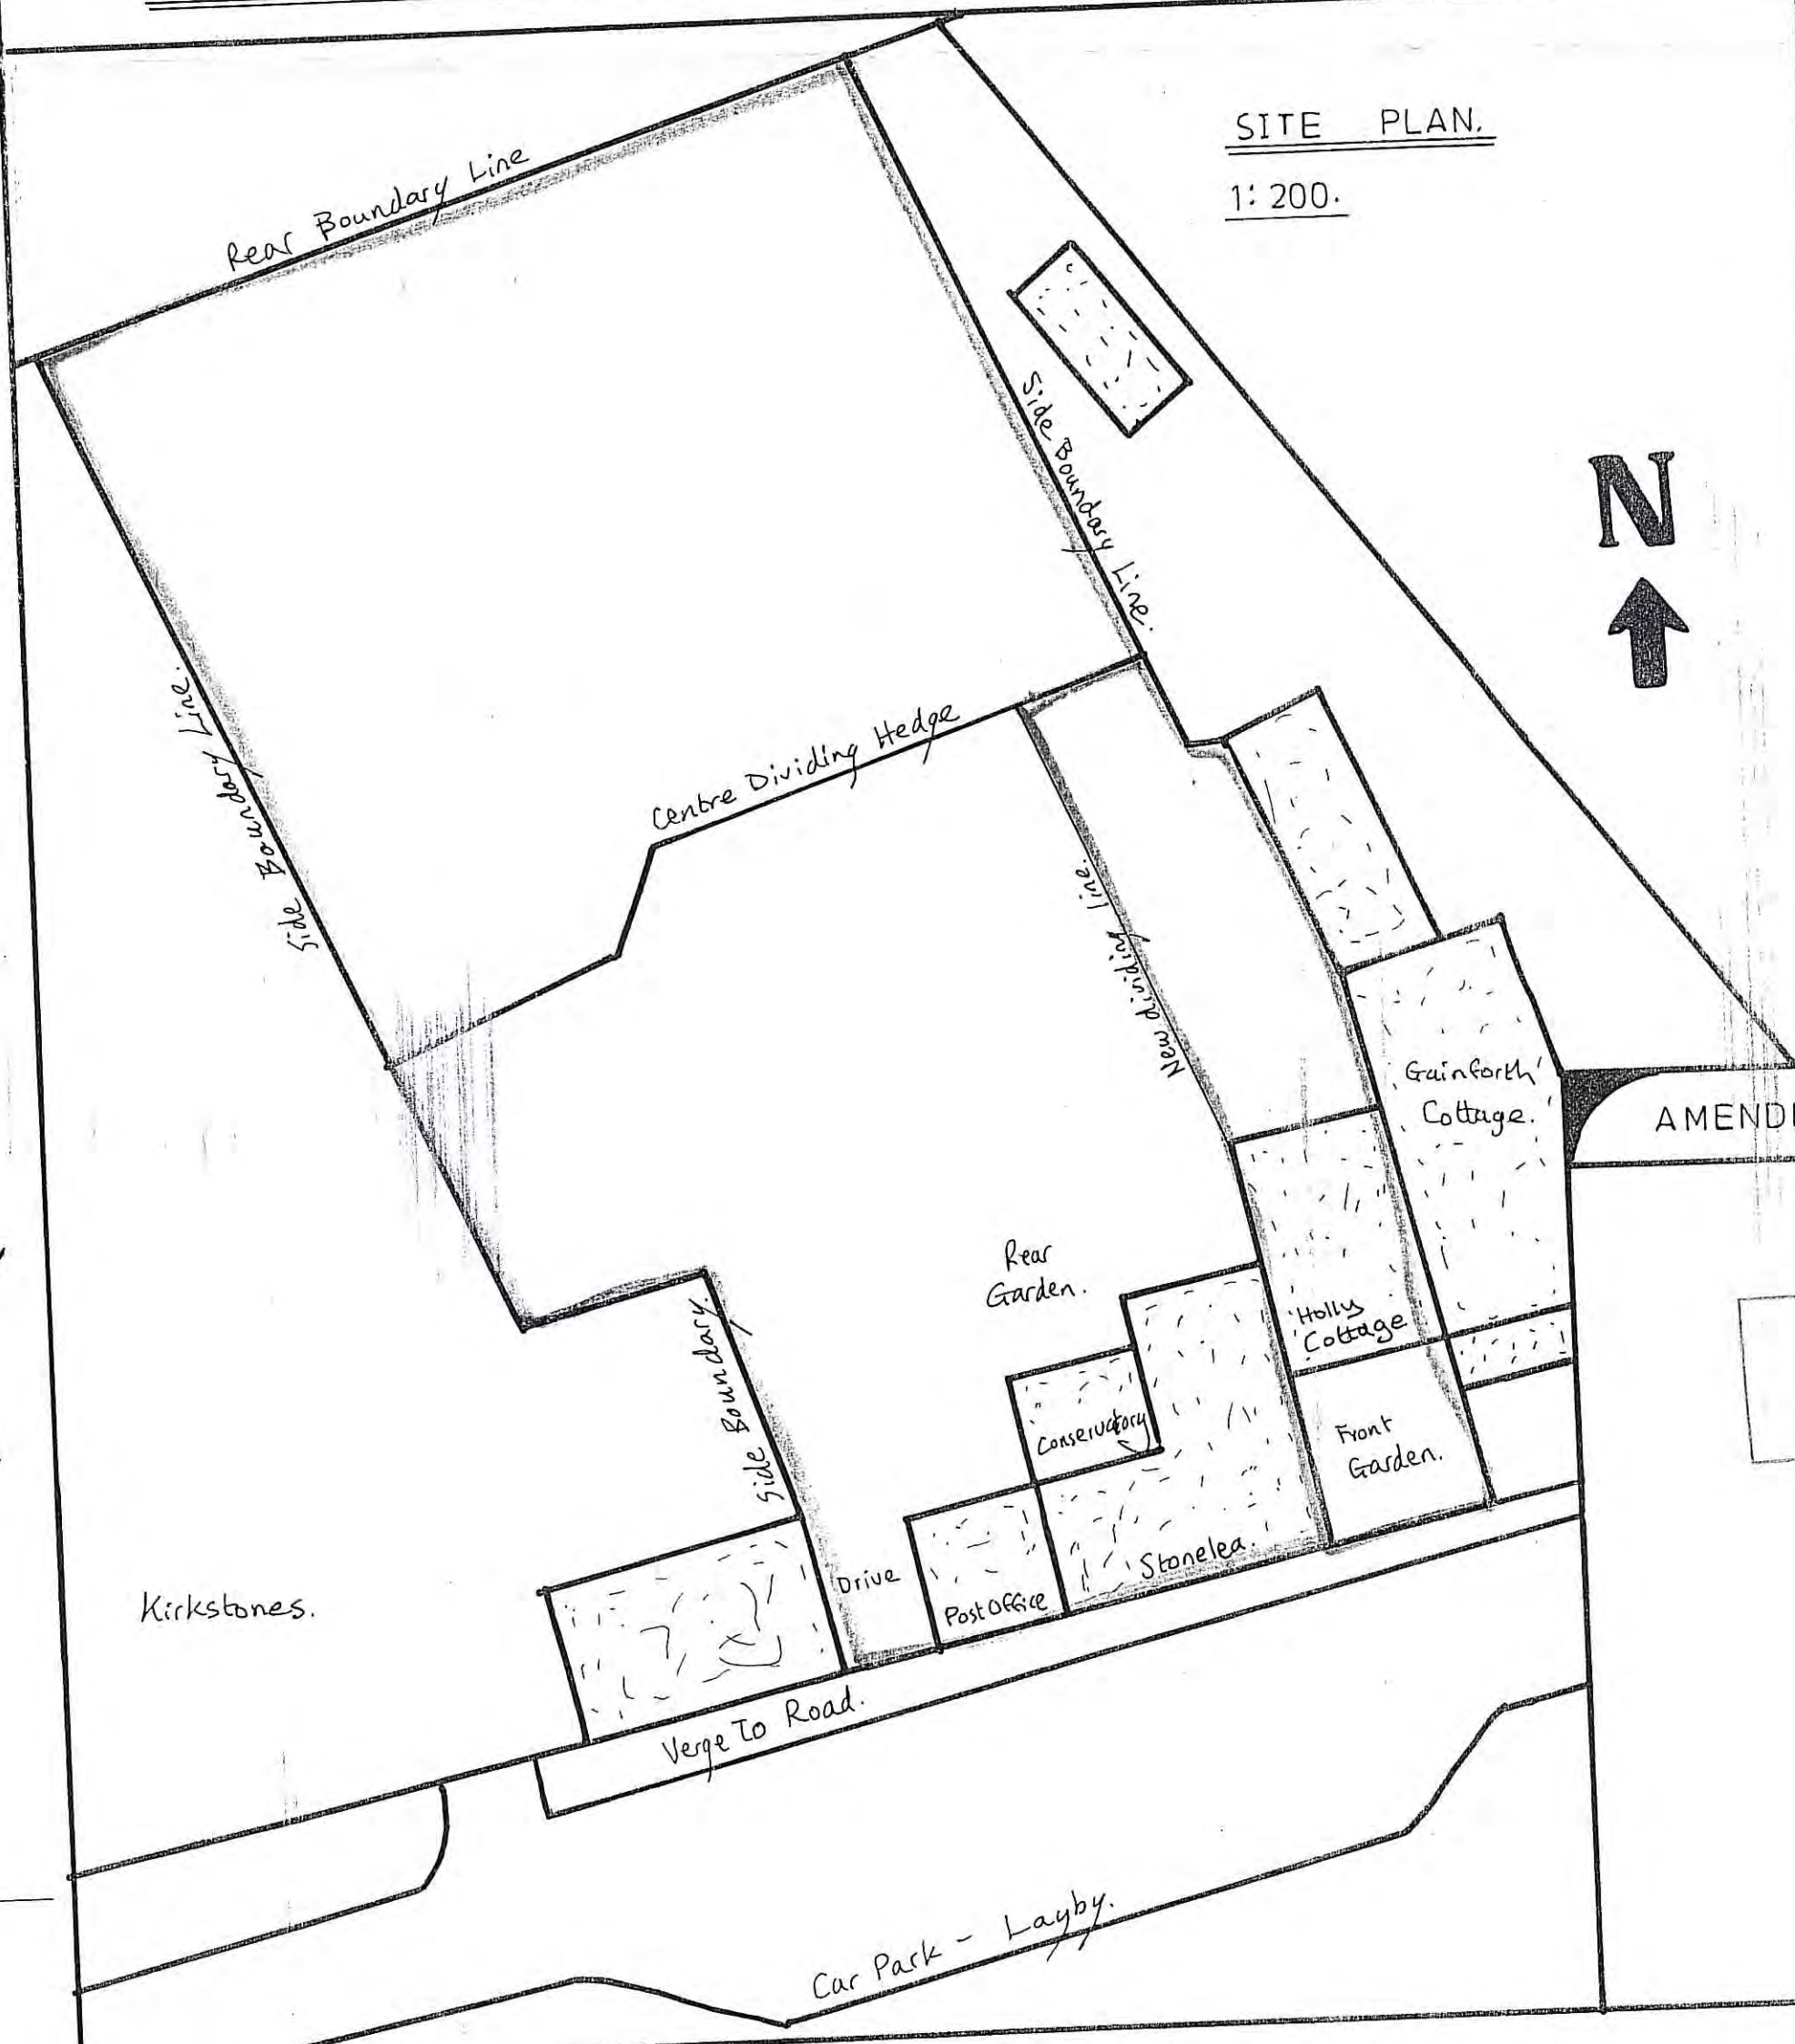 SITE PLAN.
1:200.
Rear Boundary Line
Side Boundary Line.
N
Side Boundary Line.
Centre Dividing Hedge
New dividing line.
Gainforth
Cottage.
AMEND
Rear
Garden.
Holly
Cottage
Side Boundary.
Conservatory
Front
Garden.
Stonelea.
Drive
Post Office
Kirkstones.
Verge To Road.
Car Park - Layby.